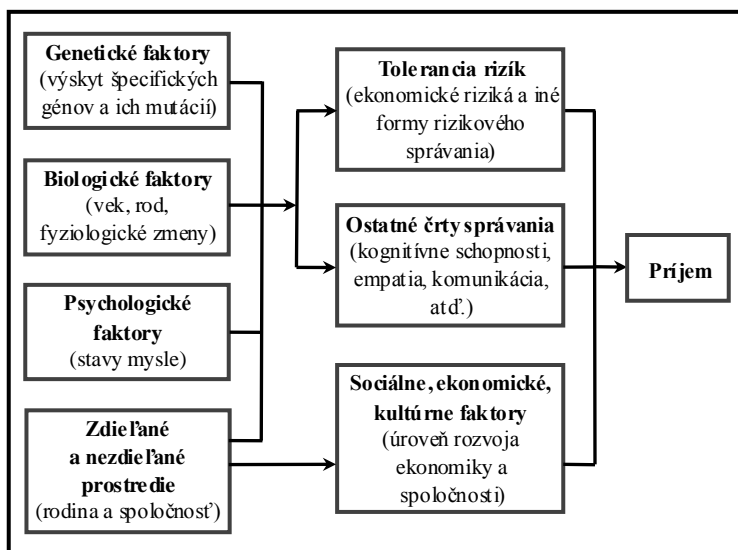 Genetické faktory
(výskyt špecifických
génov a ich mutácií)
Biologické faktory
(vek, rod,
fyziologické zmeny)
Psychologické
faktory
(stavy mysle)
Zdieľané
a nezdieľané
prostredie
(rodina a spoločnosť)
Tolerancia rizík
(ekonomické riziká a iné
formy rizikového
správania)
Ostatné črty správania
(kognitívne schopnosti,
empatia, komunikácia,
atď.)
Sociálne, ekonomické,
kultúrne faktory
(úroveň rozvoja
ekonomiky a
spoločnosti)
Príjem